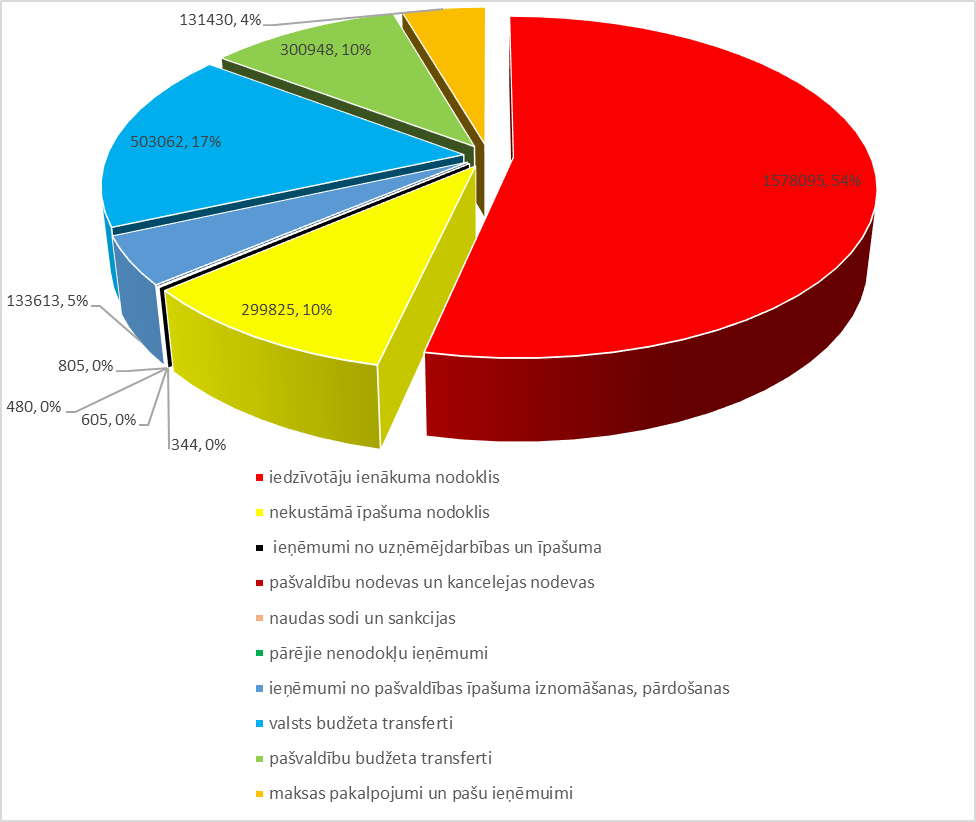 131430, 4%
300948, 10%
503062, 17%
1578095, 54%
133613, 5%
299825, 10%
805, 0%
480, 0%
605, 0%
344, 0%
iedzīvotāju ienākuma nodoklis
nekustāmā īpašuma nodoklis
ieņēmumi no uzņēmējdarbības un īpašuma
pašvaldību nodevas un kancelejas nodevas
naudas sodi un sankcijas
pārējie nenodokļu ieņēmumi
ieņēmumi no pašvaldības īpašuma iznomāšanas, pārdošanas
valsts budžeta transferti
pašvaldību budžeta transferti
maksas pakalpojumi un pašu ieņēmuimi